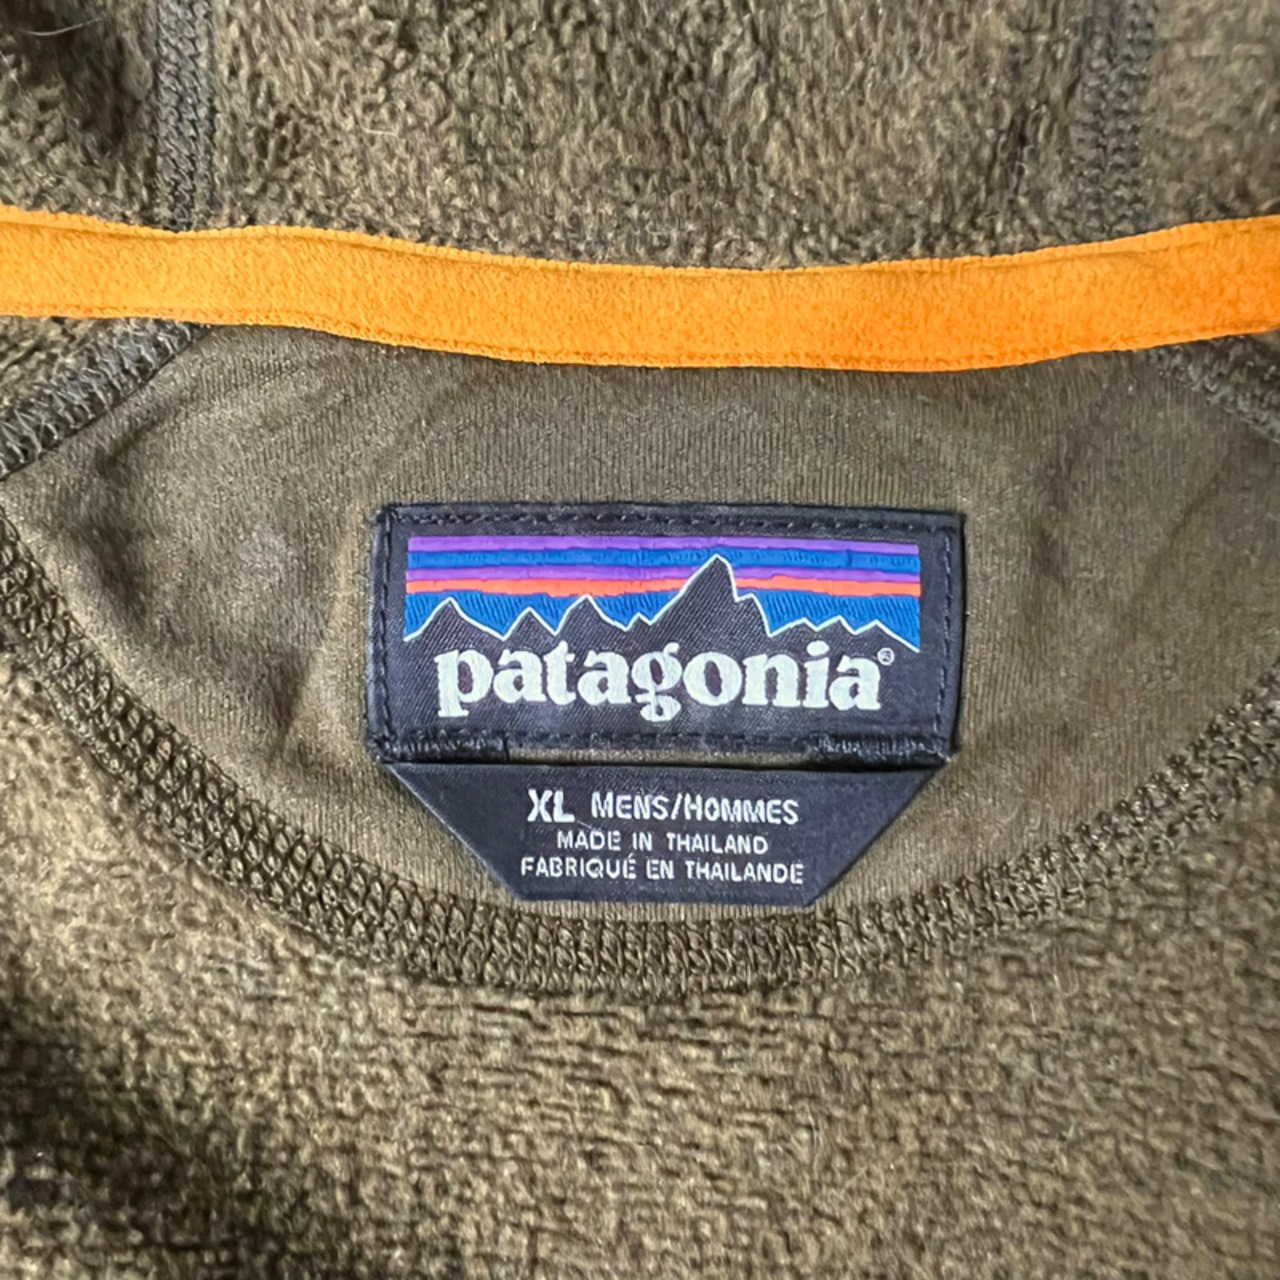 patagonia®
XL MENS/HOMMES
MADE IN THAILAND
FABRIQUÉ EN THAILANDE